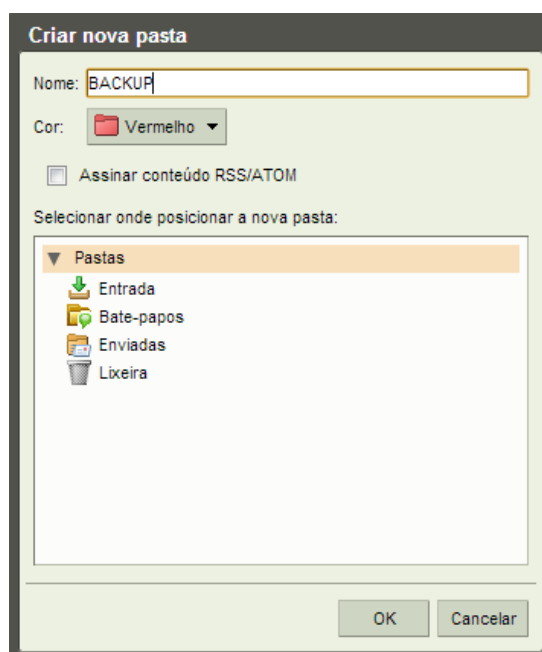 Criar nova pasta
Nome: BACKUP
Cor: Vermelho
Assinar conteúdo RSS/ATOM
Selecionar onde posicionar a nova pasta:
Pastas
Entrada
Bate-papos
Enviadas
Lixeira
OK Cancelar